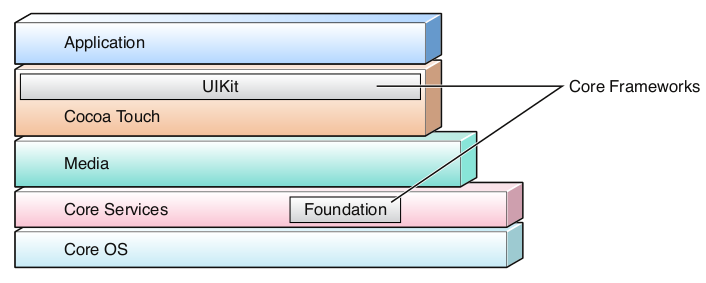 Application
UIKit
Core Frameworks
Cocoa Touch
Media
Core Services
Foundation
Core OS